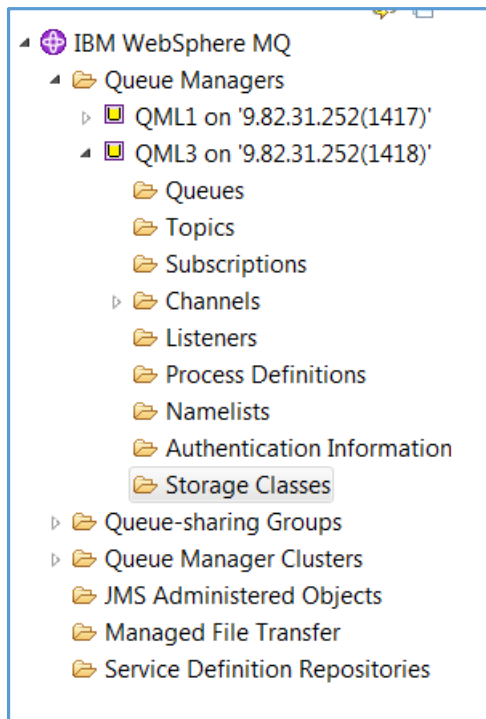 IBM WebSphere MQ
Queue Managers
QML1 on '9.82.31.252(1417)'
QML3 on '9.82.31.252(1418)'
Queues
Topics
Subscriptions
Channels
Listeners
Process Definitions
Namelists
Authentication Information
Storage Classes
Queue-sharing Groups
Queue Manager Clusters
JMS Administered Objects
Managed File Transfer
Service Definition Repositories